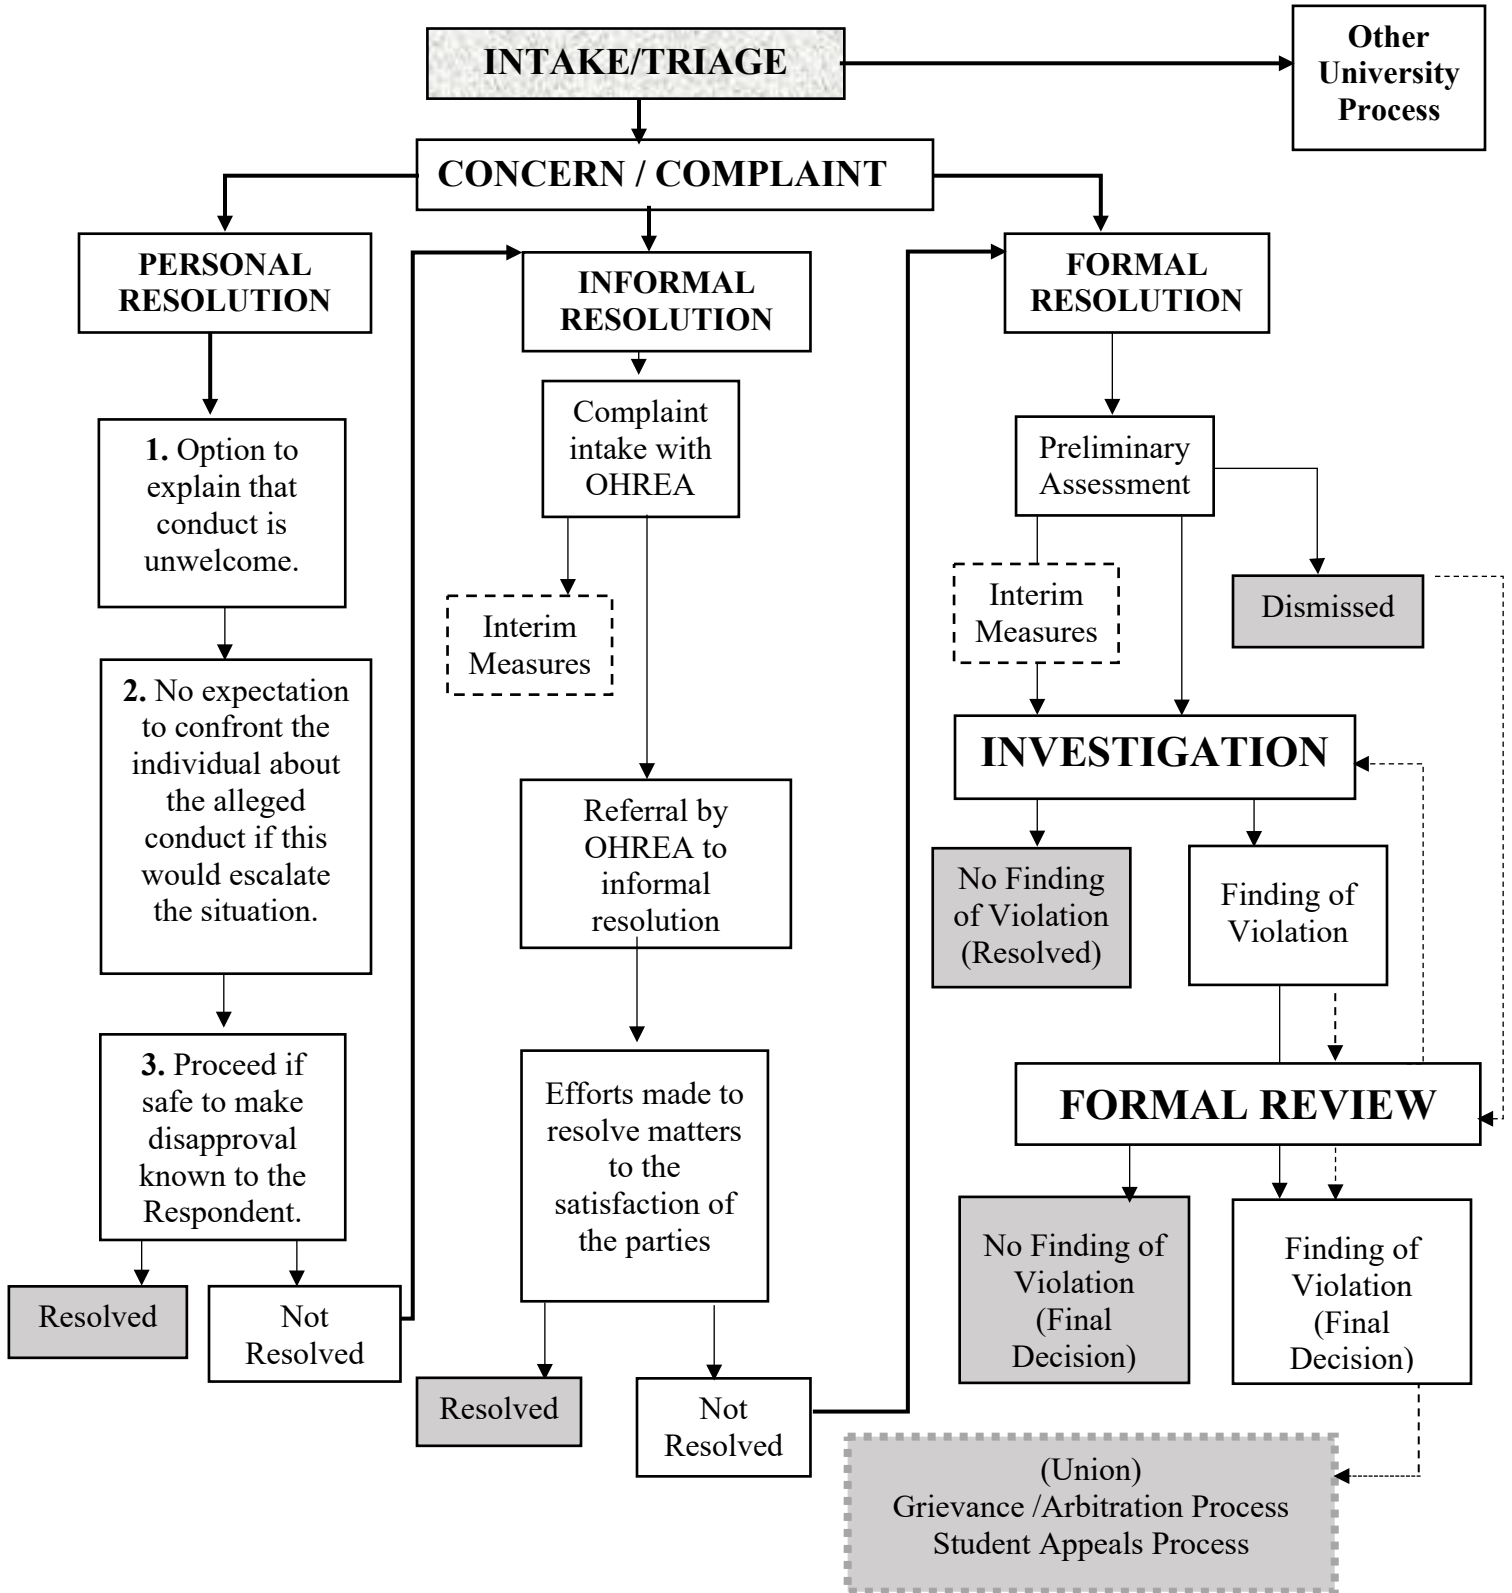 INTAKE/TRIAGE
Other
University
Process
CONCERN / COMPLAINT
PERSONAL
RESOLUTION
1. Option to
explain that
conduct is
unwelcome.
2. No expectation
to confront the
individual about
the alleged
conduct if this
would escalate
the situation.
3. Proceed if
safe to make
disapproval
known to the
Respondent.
Resolved
Not
Resolved
INFORMAL
RESOLUTION
Complaint
intake with
OHREA
Interim
Measures
Referral by
OHREA to
informal
resolution
Efforts made to
resolve matters
to the
satisfaction of
the parties
Resolved
Not
Resolved
FORMAL
RESOLUTION
Preliminary
Assessment
Interim
Measures
Dismissed
INVESTIGATION
No Finding
of Violation
(Resolved)
Finding of
Violation
FORMAL REVIEW
No Finding of
Violation
(Final
Decision)
Finding of
Violation
(Final
Decision)
(Union)
Grievance /Arbitration Process
Student Appeals Process